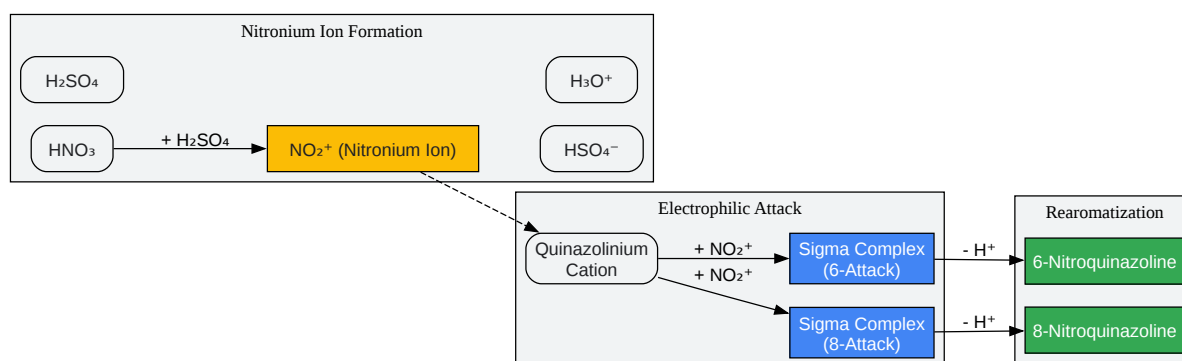 Nitronium Ion Formation
H₂SO₄
H₃O⁺
HNO₃
+ H₂SO₄
NO₂⁺ (Nitronium Ion)
HSO₄⁻
Electrophilic Attack
Rearomatization
Quinazolinium
Cation
+ NO₂⁺
+ NO₂⁺
Sigma Complex
(6-Attack)
- H⁺
6-Nitroquinazoline
Sigma Complex
(8-Attack)
- H⁺
8-Nitroquinazoline